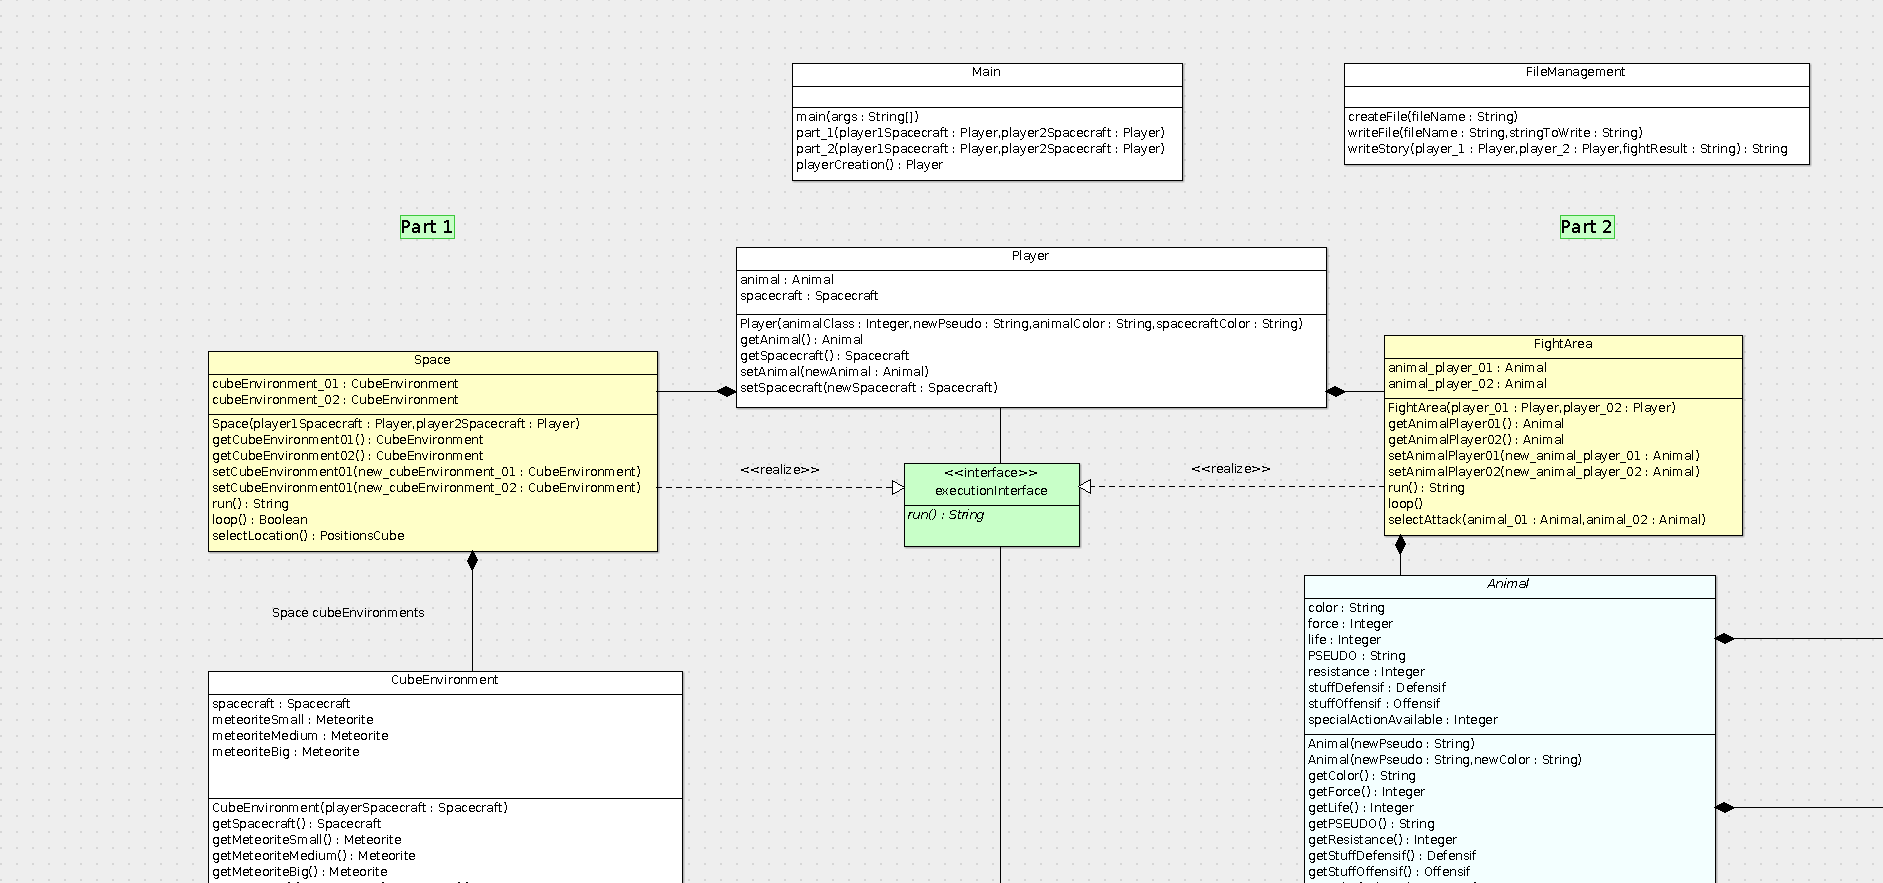 Main
main(args : String[])
part_1(player1Spacecraft : Player,player2Spacecraft : Player)
part_2(player1Spacecraft : Player,player2Spacecraft : Player)
playerCreation() : Player
FileManagement
createFile(fileName : String)
writeFile(fileName : String,stringToWrite : String)
writeStory(player_1 : Player,player_2 : Player,fightResult : String) : String
Part 1
Part 2
Player
animal : Animal
spacecraft : Spacecraft
Player(animalClass : Integer,newPseudo : String,animalColor : String,spacecraftColor : String)
getAnimal() : Animal
getSpacecraft() : Spacecraft
setAnimal(newAnimal : Animal)
setSpacecraft(newSpacecraft : Spacecraft)
Space
cubeEnvironment_01 : CubeEnvironment
cubeEnvironment_02 : CubeEnvironment
Space(player1Spacecraft : Player,player2Spacecraft : Player)
getCubeEnvironment01() : CubeEnvironment
getCubeEnvironment02() : CubeEnvironment
setCubeEnvironment01(new_cubeEnvironment_01 : CubeEnvironment)
setCubeEnvironment01(new_cubeEnvironment_02 : CubeEnvironment)
run() : String
loop() : Boolean
selectLocation() : PositionsCube
<<realize>>
<<interface>>
executionInterface
run() : String
<<realize>>
FightArea
animal_player_01 : Animal
animal_player_02 : Animal
FightArea(player_01 : Player,player_02 : Player)
getAnimalPlayer01() : Animal
getAnimalPlayer02() : Animal
setAnimalPlayer01(new_animal_player_01 : Animal)
setAnimalPlayer02(new_animal_player_02 : Animal)
run() : String
loop()
selectAttack(animal_01 : Animal,animal_02 : Animal)
Space cubeEnvironments
CubeEnvironment
spacecraft : Spacecraft
meteoriteSmall : Meteorite
meteoriteMedium : Meteorite
meteoriteBig : Meteorite
CubeEnvironment(playerSpacecraft : Spacecraft)
getSpacecraft() : Spacecraft
getMeteoriteSmall() : Meteorite
getMeteoriteMedium() : Meteorite
getMeteoriteBig() : Meteorite
Animal
color : String
force : Integer
life : Integer
PSEUDO : String
resistance : Integer
stuffDefensif : Defensif
stuffOffensif : Offensif
specialActionAvailable : Integer
Animal(newPseudo : String)
Animal(newPseudo : String,newColor : String)
getColor() : String
getForce() : Integer
getLife() : Integer
getPSEUDO() : String
getResistance() : Integer
getStuffDefensif() : Defensif
getStuffOffensif() : Offensif